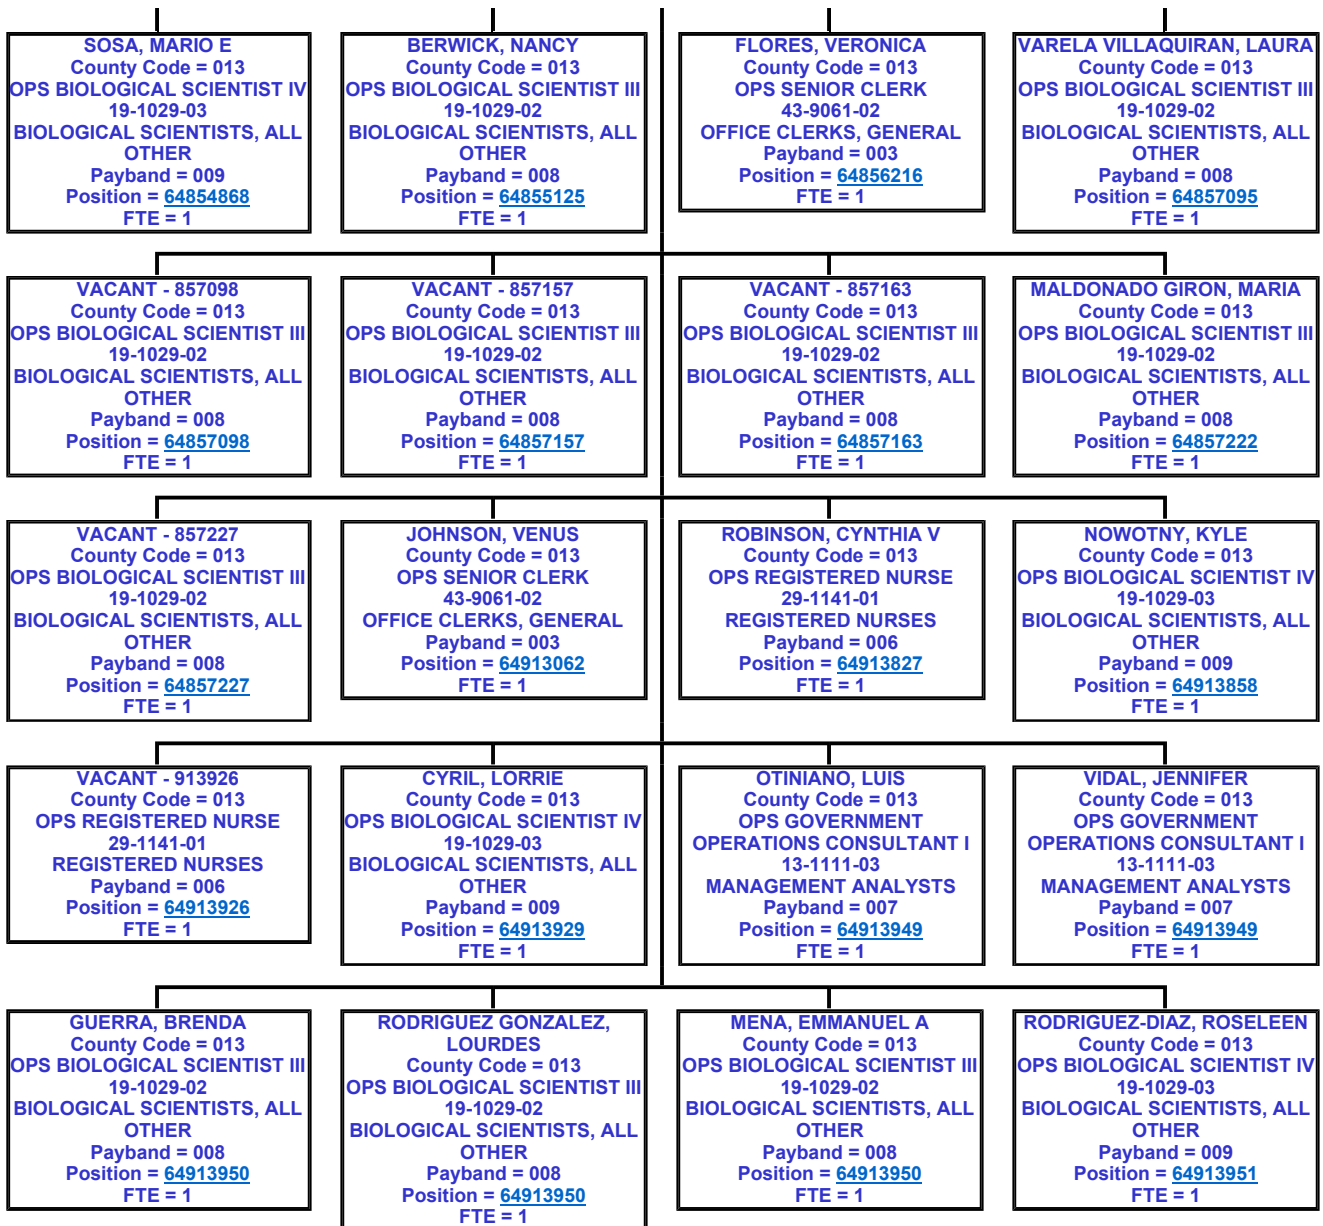 SOSA, MARIO E
County Code = 013
OPS BIOLOGICAL SCIENTIST IV
19-1029-03
BIOLOGICAL SCIENTISTS, ALL
OTHER
Payband = 009
Position = 64854868
FTE = 1
BERWICK, NANCY
County Code = 013
OPS BIOLOGICAL SCIENTIST III
19-1029-02
BIOLOGICAL SCIENTISTS, ALL
OTHER
Payband = 008
Position = 64855125
FTE = 1
FLORES, VERONICA
County Code = 013
OPS SENIOR CLERK
43-9061-02
OFFICE CLERKS, GENERAL
Payband = 003
Position = 64856216
FTE = 1
VARELA VILLAQUIRAN, LAURA
County Code = 013
OPS BIOLOGICAL SCIENTIST III
19-1029-02
BIOLOGICAL SCIENTISTS, ALL
OTHER
Payband = 008
Position = 64857095
FTE = 1
VACANT - 857098
County Code = 013
OPS BIOLOGICAL SCIENTIST III
19-1029-02
BIOLOGICAL SCIENTISTS, ALL
OTHER
Payband = 008
Position = 64857098
FTE = 1
VACANT - 857157
County Code = 013
OPS BIOLOGICAL SCIENTIST III
19-1029-02
BIOLOGICAL SCIENTISTS, ALL
OTHER
Payband = 008
Position = 64857157
FTE = 1
VACANT - 857163
County Code = 013
OPS BIOLOGICAL SCIENTIST III
19-1029-02
BIOLOGICAL SCIENTISTS, ALL
OTHER
Payband = 008
Position = 64857163
FTE = 1
MALDONADO GIRON, MARIA
County Code = 013
OPS BIOLOGICAL SCIENTIST III
19-1029-02
BIOLOGICAL SCIENTISTS, ALL
OTHER
Payband = 008
Position = 64857222
FTE = 1
VACANT - 857227
County Code = 013
OPS BIOLOGICAL SCIENTIST III
19-1029-02
BIOLOGICAL SCIENTISTS, ALL
OTHER
Payband = 008
Position = 64857227
FTE = 1
JOHNSON, VENUS
County Code = 013
OPS SENIOR CLERK
43-9061-02
OFFICE CLERKS, GENERAL
Payband = 003
Position = 64913062
FTE = 1
ROBINSON, CYNTHIA V
County Code = 013
OPS REGISTERED NURSE
29-1141-01
REGISTERED NURSES
Payband = 006
Position = 64913827
FTE = 1
NOWOTNY, KYLE
County Code = 013
OPS BIOLOGICAL SCIENTIST IV
19-1029-03
BIOLOGICAL SCIENTISTS, ALL
OTHER
Payband = 009
Position = 64913858
FTE = 1
VACANT - 913926
County Code = 013
OPS REGISTERED NURSE
29-1141-01
REGISTERED NURSES
Payband = 006
Position = 64913926
FTE = 1
CYRIL, LORRIE
County Code = 013
OPS BIOLOGICAL SCIENTIST IV
19-1029-03
BIOLOGICAL SCIENTISTS, ALL
OTHER
Payband = 009
Position = 64913929
FTE = 1
OTINIANO, LUIS
County Code = 013
OPS GOVERNMENT
OPERATIONS CONSULTANT I
13-1111-03
MANAGEMENT ANALYSTS
Payband = 007
Position = 64913949
FTE = 1
VIDAL, JENNIFER
County Code = 013
OPS GOVERNMENT
OPERATIONS CONSULTANT I
13-1111-03
MANAGEMENT ANALYSTS
Payband = 007
Position = 64913949
FTE = 1
GUERRA, BRENDA
County Code = 013
OPS BIOLOGICAL SCIENTIST III
19-1029-02
BIOLOGICAL SCIENTISTS, ALL
OTHER
Payband = 008
Position = 64913950
FTE = 1
RODRIGUEZ GONZALEZ,
LOURDES
County Code = 013
OPS BIOLOGICAL SCIENTIST III
19-1029-02
BIOLOGICAL SCIENTISTS, ALL
OTHER
Payband = 008
Position = 64913950
FTE = 1
MENA, EMMANUEL A
County Code = 013
OPS BIOLOGICAL SCIENTIST III
19-1029-02
BIOLOGICAL SCIENTISTS, ALL
OTHER
Payband = 008
Position = 64913950
FTE = 1
RODRIGUEZ-DIAZ, ROSELEEN
County Code = 013
OPS BIOLOGICAL SCIENTIST IV
19-1029-03
BIOLOGICAL SCIENTISTS, ALL
OTHER
Payband = 009
Position = 64913951
FTE = 1